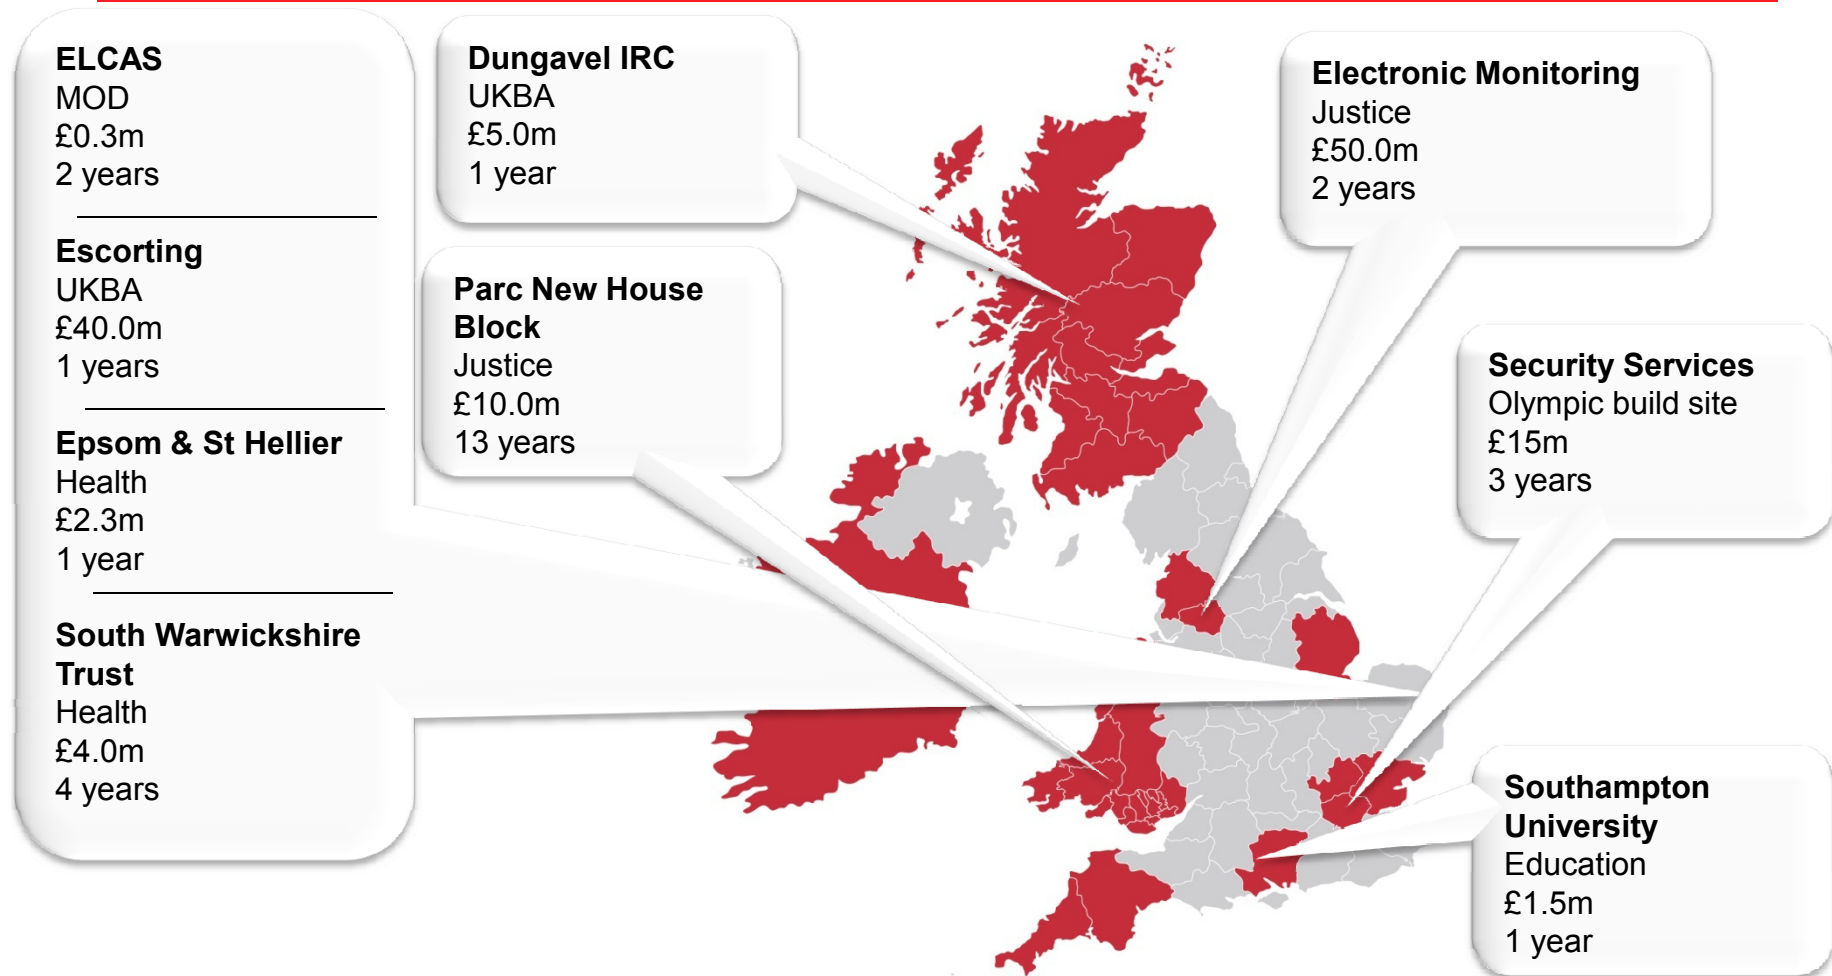 ELCAS
MOD
£0.3m
2 years
Escorting
UKBA
£40.0m
1 years
Epsom & St Hellier
Health
£2.3m
1 year
South Warwickshire
Trust
Health
£4.0m
4 years
Dungavel IRC
UKBA
£5.0m
1 year
Parc New House
Block
Justice
£10.0m
13 years
Electronic Monitoring
Justice
£50.0m
2 years
Security Services
Olympic build site
£15m
3 years
Southampton
University
Education
£1.5m
1 year